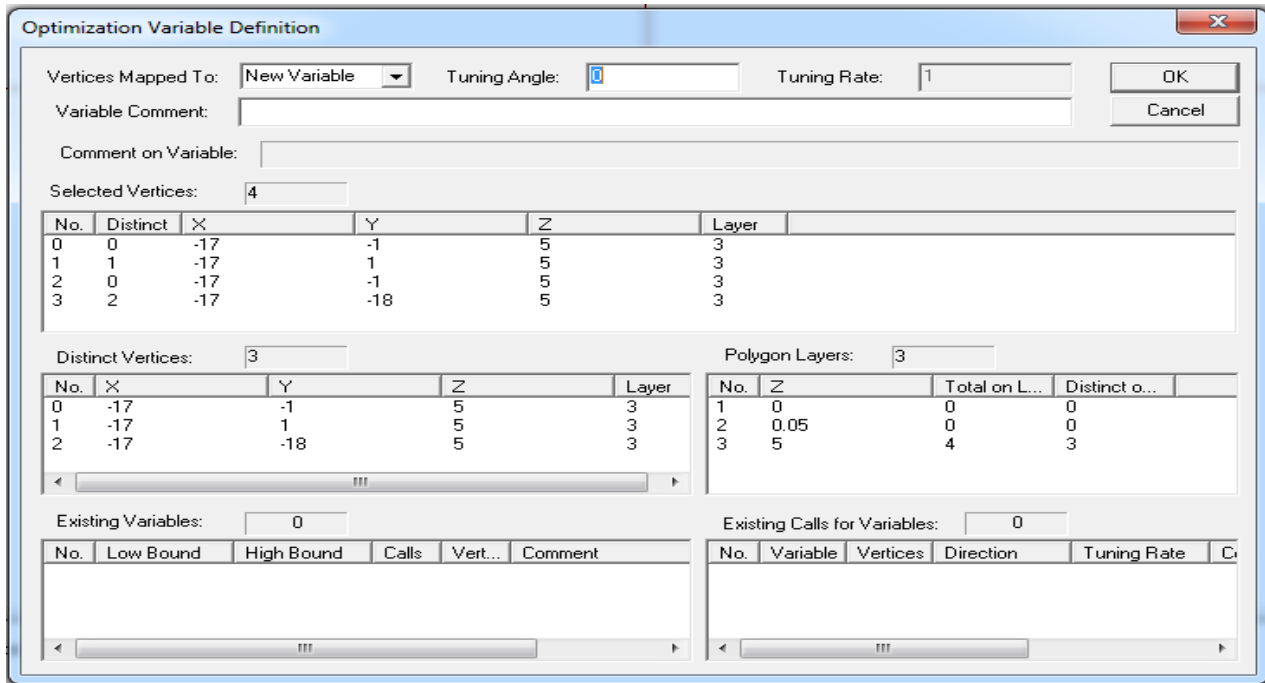 Optimization Variable Definition
Vertices Mapped To: New Variable Tuning Angle: 0 Tuning Rate: 1 OK
Variable Comment: Cancel
Comment on Variable:
Selected Vertices: 4
No. Distinct X Y Z Layer
0 0 -17 -1 5 3
1 1 -17 1 5 3
2 0 -17 -1 5 3
3 2 -17 -18 5 3
Distinct Vertices: 3
No. X Y Z Layer
0 -17 -1 5 3
1 -17 1 5 3
2 -17 -18 5 3
Polygon Layers: 3
No. Z Total on L... Distinct o...
1 0 0 0
2 0.05 0 0
3 5 4 3
Existing Variables: 0
No. Low Bound High Bound Calls Vert... Comment
Existing Calls for Variables: 0
No. Variable Vertices Direction Tuning Rate